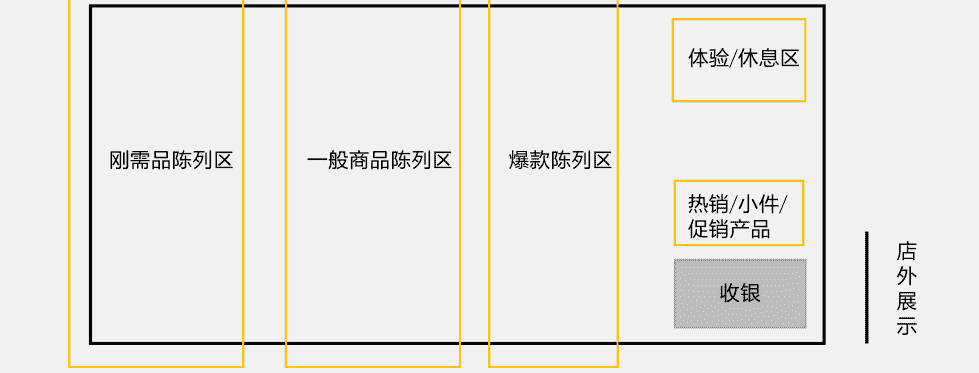 体验/休息区
刚需品陈列区
一般商品陈列区
爆款陈列区
热销/小件/
促销产品
收银
店
外
展
示